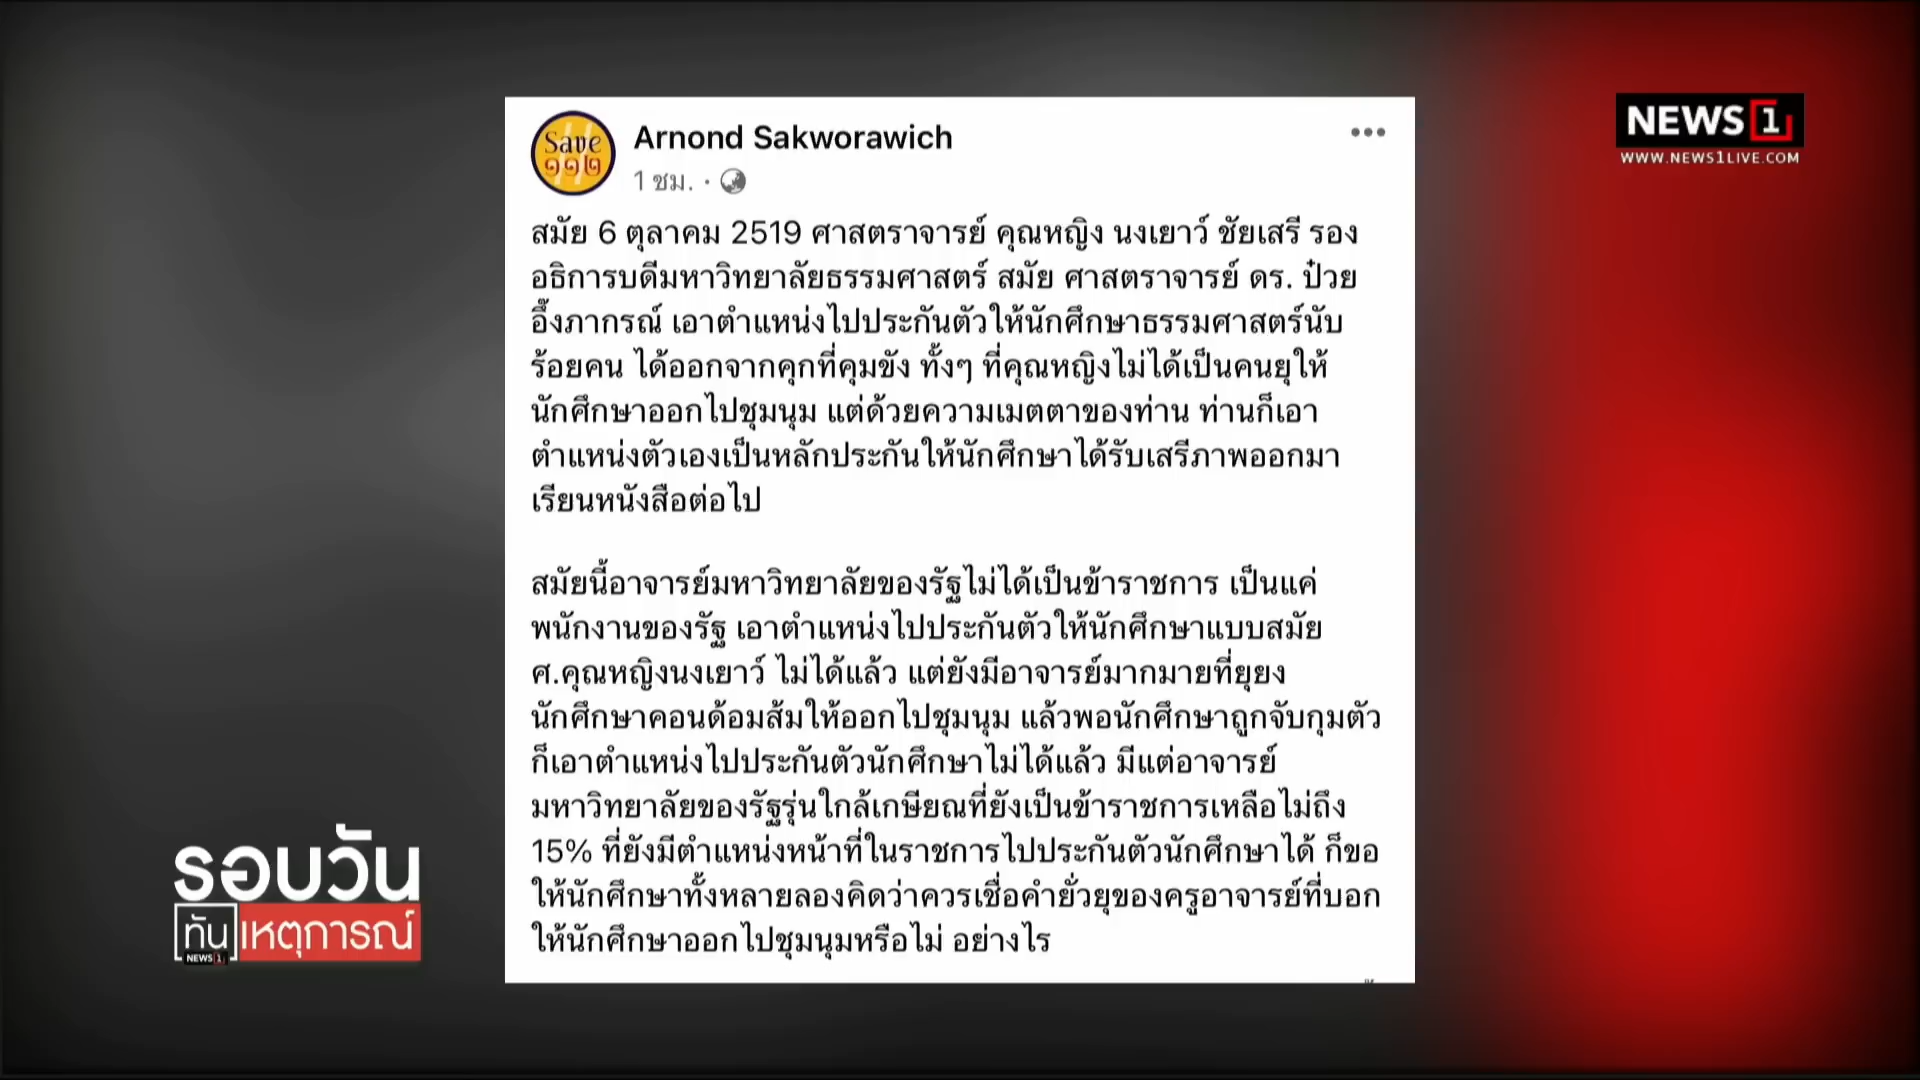 NEWS 1
WWW.NEWS1LIVE.COM
Save
๑๑๒
Arnond Sakworawich
1 ชม. ·
สมัย 6 ตุลาคม 2519 ศาสตราจารย์ คุณหญิง นงเยาว์ ชัยเสรี รอง
อธิการบดีมหาวิทยาลัยธรรมศาสตร์ สมัย ศาสตราจารย์ ดร. ป๋วย
อึ๊งภากรณ์ เอาตำแหน่งไปประกันตัวให้นักศึกษาธรรมศาสตร์นับ
ร้อยคน ได้ออกจากคุกที่คุมขัง ทั้งๆ ที่คุณหญิงไม่ได้เป็นคนยุให้
นักศึกษาออกไปชุมนุม แต่ด้วยความเมตตาของท่าน ท่านก็เอา
ตำแหน่งตัวเองเป็นหลักประกันให้นักศึกษาได้รับเสรีภาพออกมา
เรียนหนังสือต่อไป
สมัยนี้อาจารย์มหาวิทยาลัยของรัฐไม่ได้เป็นข้าราชการ เป็นแค่
พนักงานของรัฐ เอาตำแหน่งไปประกันตัวให้นักศึกษาแบบสมัย
ศ.คุณหญิงนงเยาว์ ไม่ได้แล้ว แต่ยังมีอาจารย์มากมายที่ยุยง
นักศึกษาคอนด้อมส้มให้ออกไปชุมนุม แล้วพอนักศึกษาถูกจับกุมตัว
ก็เอาตำแหน่งไปประกันตัวนักศึกษาไม่ได้แล้ว มีแต่อาจารย์
มหาวิทยาลัยของรัฐรุ่นใกล้เกษียณที่ยังเป็นข้าราชการเหลือไม่ถึง
15% ที่ยังมีตำแหน่งหน้าที่ในราชการไปประกันตัวนักศึกษาได้ ก็ขอ
ให้นักศึกษาทั้งหลายลองคิดว่าควรเชื่อคำยั่วยุของครูอาจารย์ที่บอก
ให้นักศึกษาออกไปชุมนุมหรือไม่ อย่างไร
รอบวัน
ทัน เหตุการณ์
NEWS 1